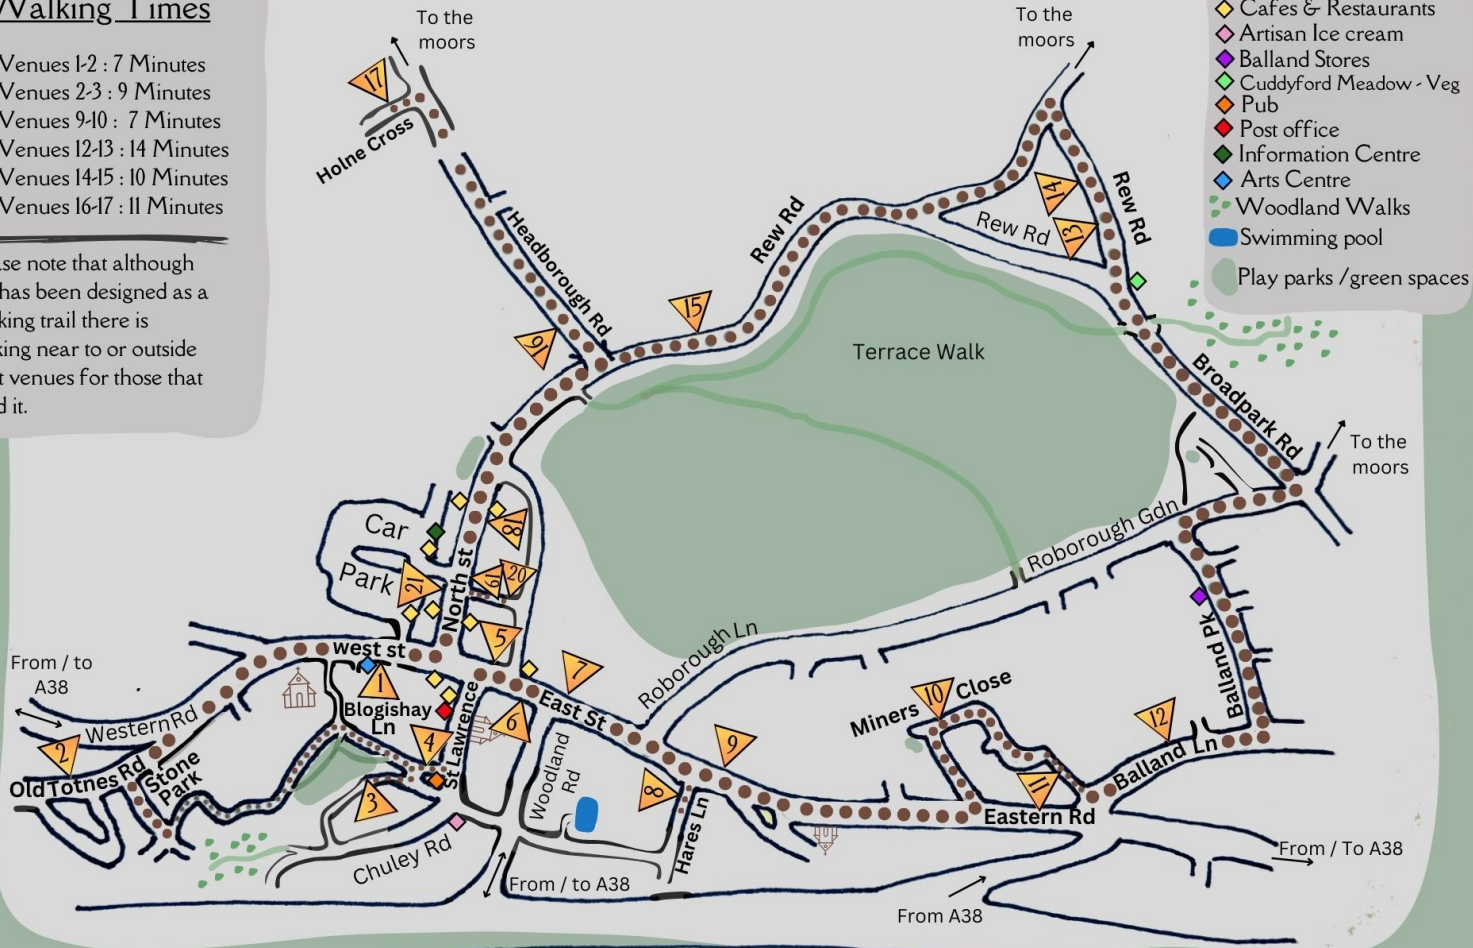 Walking Times
Venues 1-2 : 7 Minutes
Venues 2-3 : 9 Minutes
Venues 9-10 : 7 Minutes
Venues 12-13 : 14 Minutes
Venues 14-15 : 10 Minutes
Venues 16-17 : 11 Minutes
ase note that although
has been designed as a
king trail there is
king near to or outside
t venues for those that
d it.
Cafes & Restaurants
Artisan Ice cream
Balland Stores
Cuddyford Meadow - Veg
Pub
Post office
Information Centre
Arts Centre
Woodland Walks
Swimming pool
Play parks /green spaces
To the
moors
To the
moors
17
Holne Cross
Headborough Rd
16
15
Rew Rd
14
Rew Rd
13
Rew Rd
Terrace Walk
Broadpark Rd
To the
moors
Roborough Gdn
Car
Park
North st
18
19
20
21
5
west st
1
Blogishay
Ln
4
St Lawrence
6
7
East St
Roborough Ln
From / to
A38
Western Rd
2
Old Totnes Rd
Stone
Park
3
Chuley Rd
Woodland
Rd
8
9
Hares Ln
Miners Close
10
11
12
Balland Pk
Balland Ln
Eastern Rd
From / to A38
From A38
From / To A38